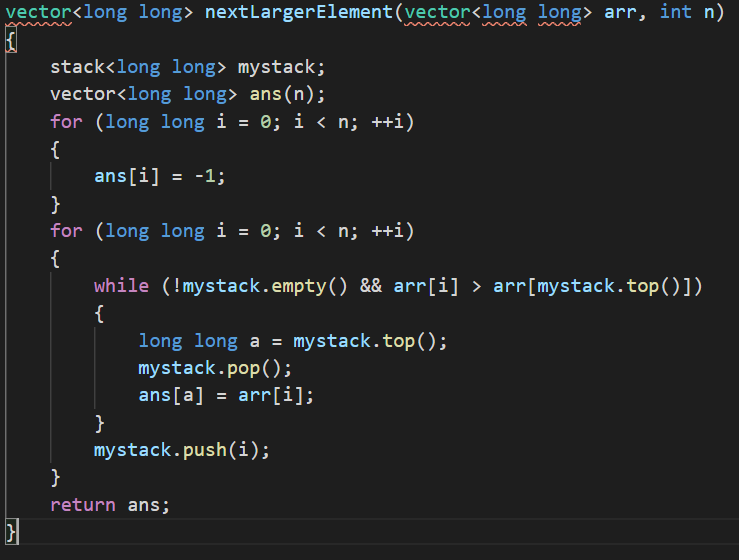 vector<long long> nextLargerElement(vector<long long> arr, int n)
{
    stack<long long> mystack;
    vector<long long> ans(n);
    for (long long i = 0; i < n; ++i)
    {
        ans[i] = -1;
    }
    for (long long i = 0; i < n; ++i)
    {
        while (!mystack.empty() && arr[i] > arr[mystack.top()])
        {
            long long a = mystack.top();
            mystack.pop();
            ans[a] = arr[i];
        }
        mystack.push(i);
    }
    return ans;
}